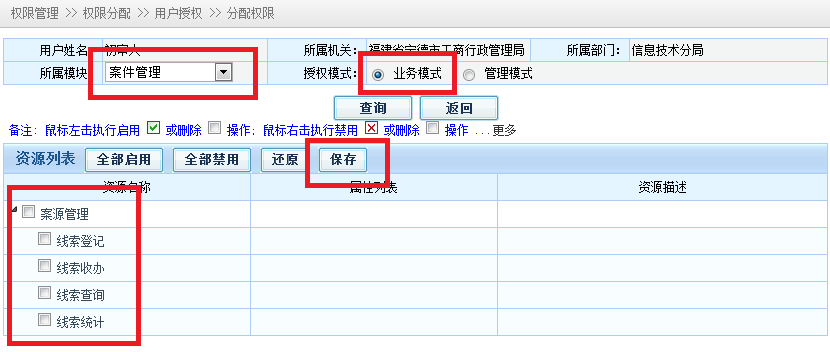 权限管理 >> 权限分配 >> 用户授权 >> 分配权限
用户姓名: 初审人 所属机关: 福建省宁德市工商行政管理局 所属部门: 信息技术分局
所属模块 案件管理 授权模式: 业务模式 管理模式
查询 返回
备注: 鼠标左击执行启用 或删除 操作; 鼠标右击执行禁用 或删除 操作 ...更多
资源列表 全部启用 全部禁用 还原 保存
资源名称 属性列表 资源描述
案源管理
线索登记
线索收办
线索查询
线索统计